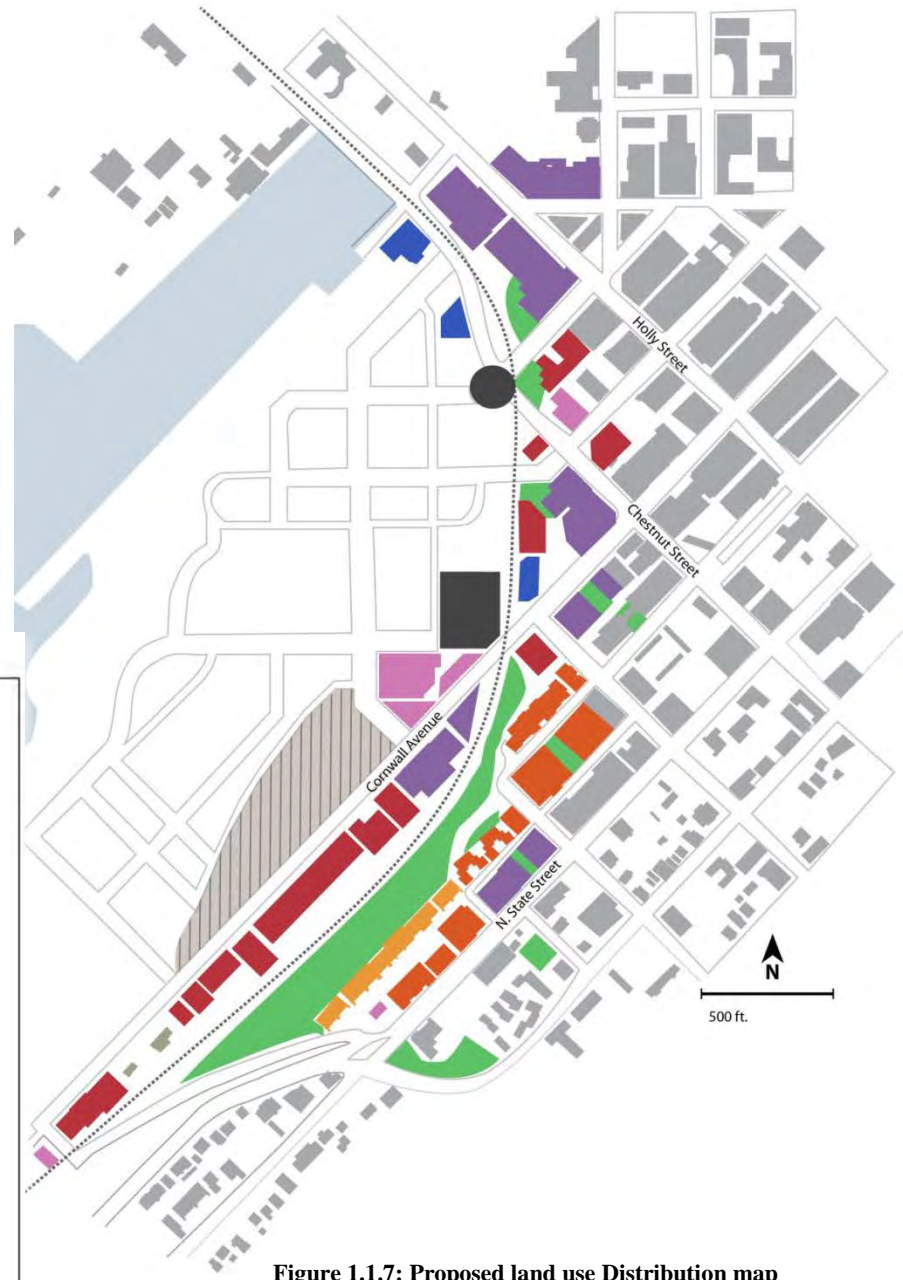 Holly Street
Chestnut Street
Cornwall Avenue
N. State Street
N
500 ft.
Figure 1.1.7: Proposed land use Distribution map